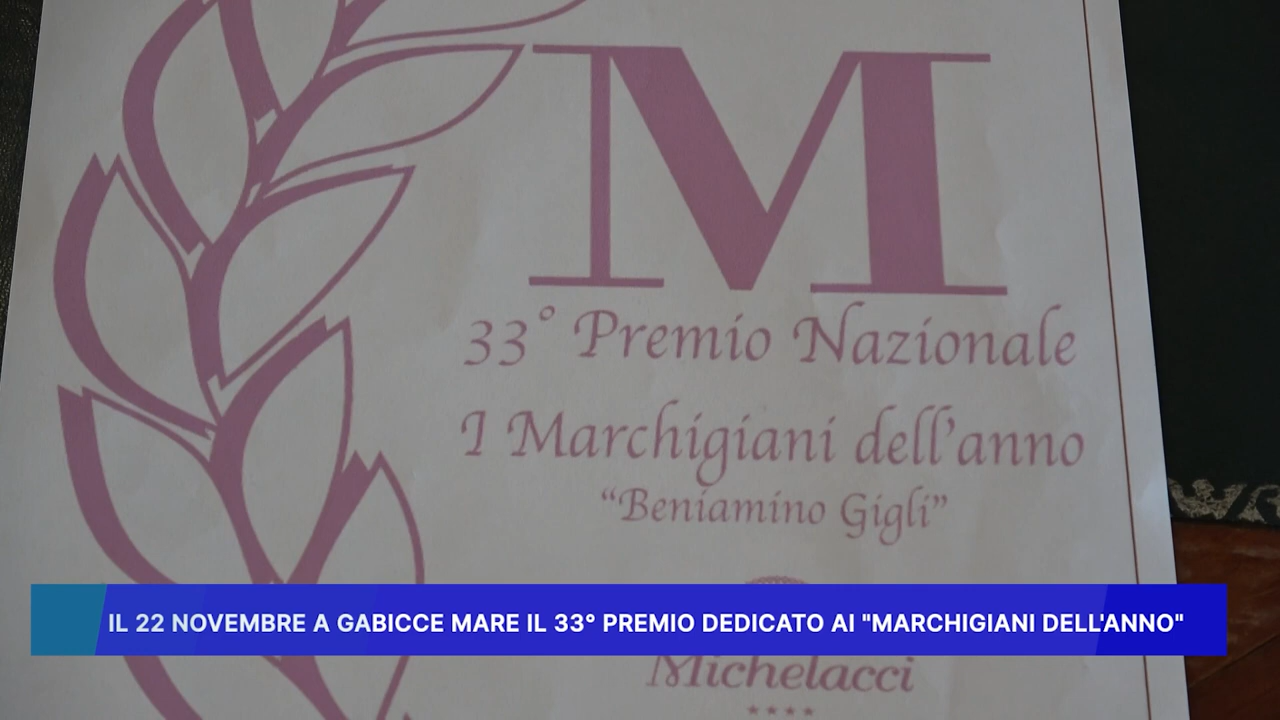 M
33° Premio Nazionale
I Marchigiani dell'anno
“Beniamino Gigli”
IL 22 NOVEMBRE A GABICCE MARE IL 33° PREMIO DEDICATO AI "MARCHIGIANI DELL'ANNO"
Michelacci
★★★★